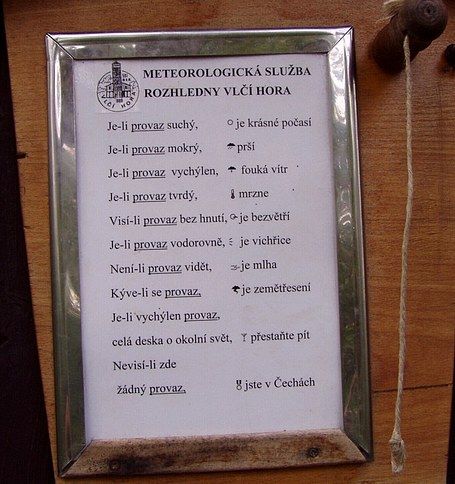 METEOROLOGICKÁ SLUŽBA
ROZHLEDNY VLČÍ HORA
VLČÍ HORA
Je-li provaz suchý, je krásné počasí
Je-li provaz mokrý, prší
Je-li provaz vychýlen, fouká vítr
Je-li provaz tvrdý, mrzne
Visí-li provaz bez hnutí, je bezvětří
Je-li provaz vodorovně, je vichřice
Není-li provaz vidět, je mlha
Kýve-li se provaz, je zemětřesení
Je-li vychýlen provaz,
celá deska o okolní svět, přestaňte pít
Nevisí-li zde
žádný provaz, jste v Čechách